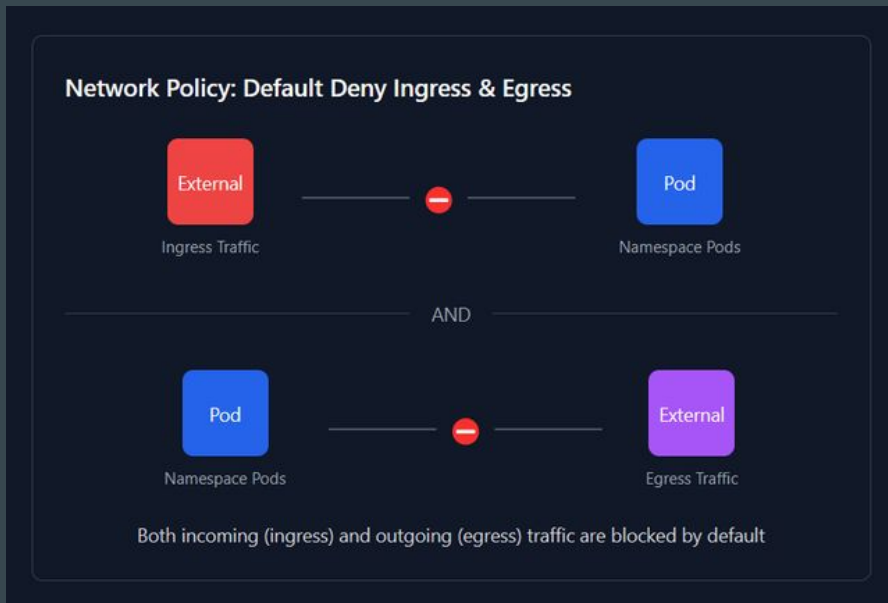 Network Policy: Default Deny Ingress & Egress
External
Pod
Ingress Traffic
Namespace Pods
AND
Pod
External
Namespace Pods
Egress Traffic
Both incoming (ingress) and outgoing (egress) traffic are blocked by default